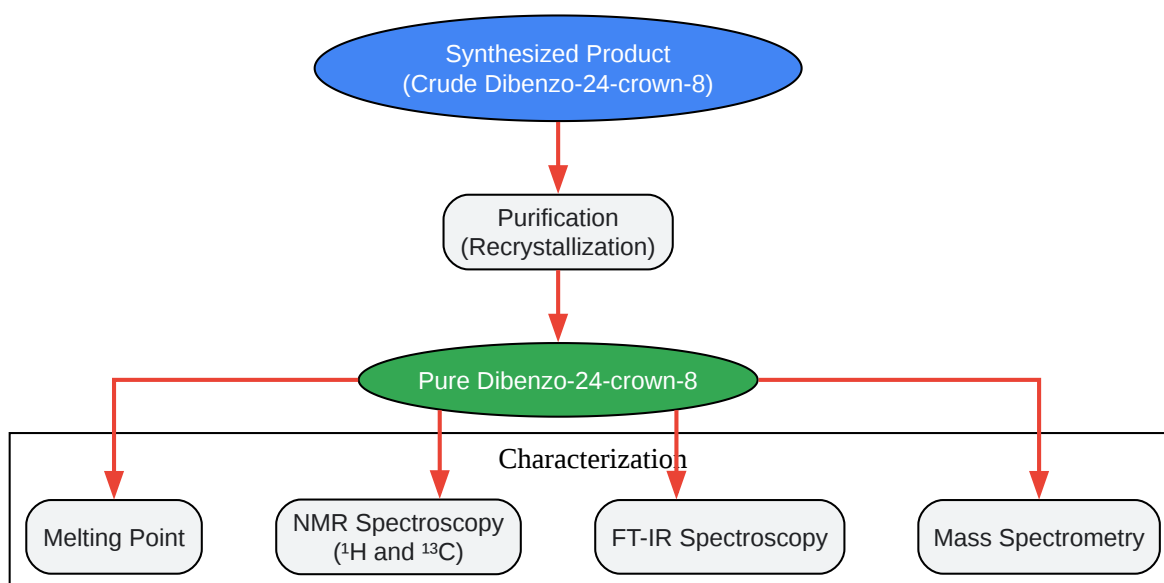 Synthesized Product
(Crude Dibenzo-24-crown-8)
Purification
(Recrystallization)
Pure Dibenzo-24-crown-8
Characterization
Melting Point
NMR Spectroscopy
(¹H and ¹³C)
FT-IR Spectroscopy
Mass Spectrometry